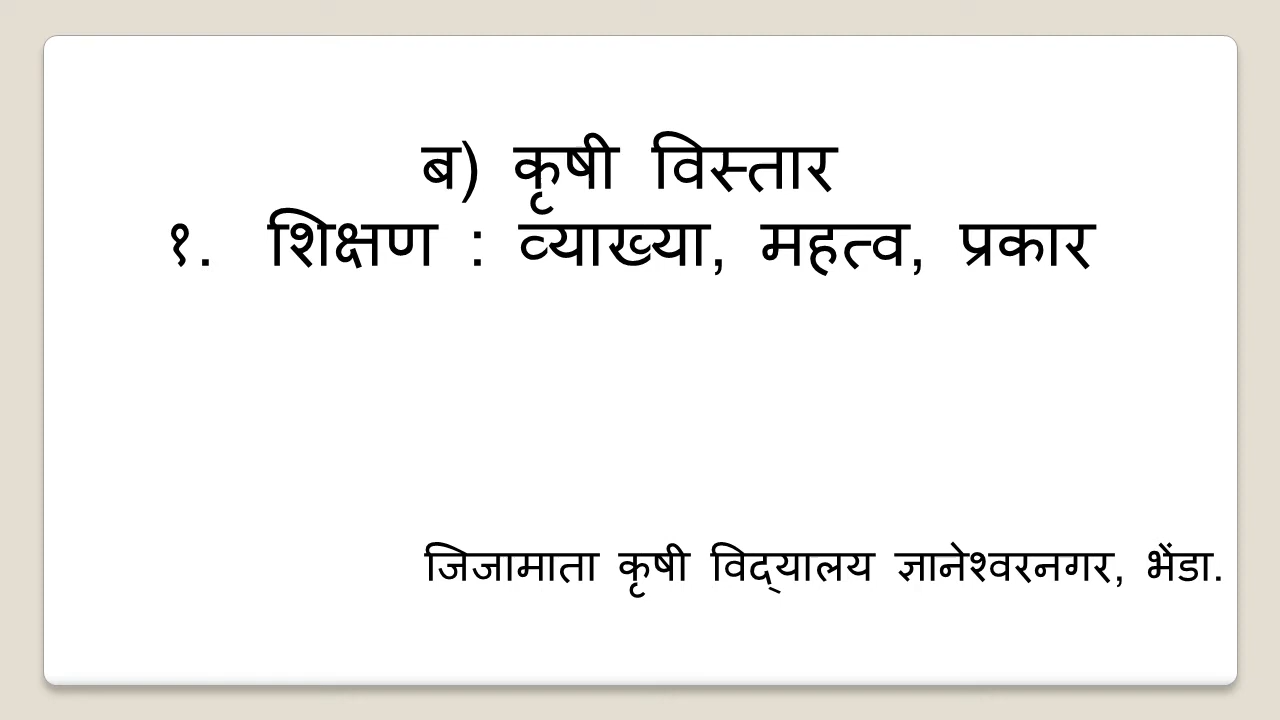 ब) कृषी विस्तार
१. शिक्षण : व्याख्या, महत्व, प्रकार
जिजामाता कृषी विद्‌यालय ज्ञानेश्वरनगर, भेंडा.